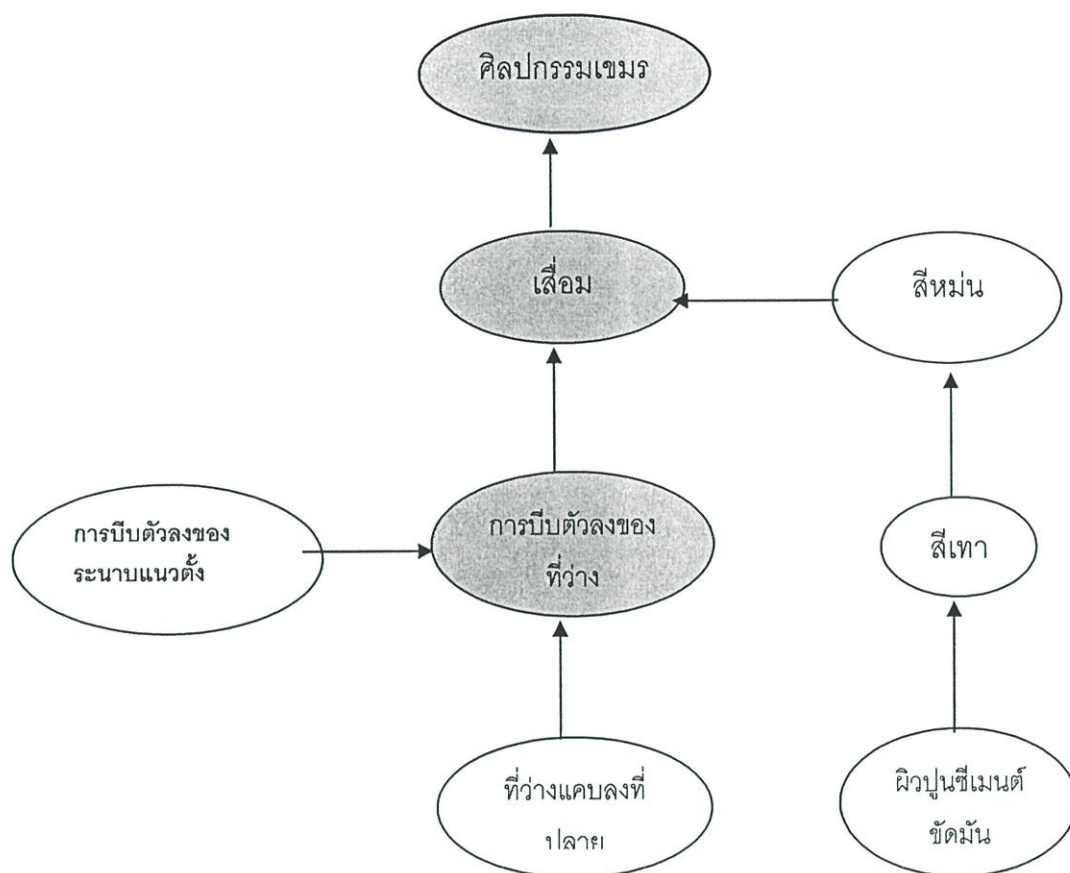 ศิลปกรรมเขมร
เสื่อม
สีหม่น
การบีบตัวลงของ
ระนาบแนวตั้ง
การบีบตัวลงของ
ที่ว่าง
สีเทา
ที่ว่างแคบลงที่
ปลาย
ผิวปูนซีเมนต์
ขัดมัน